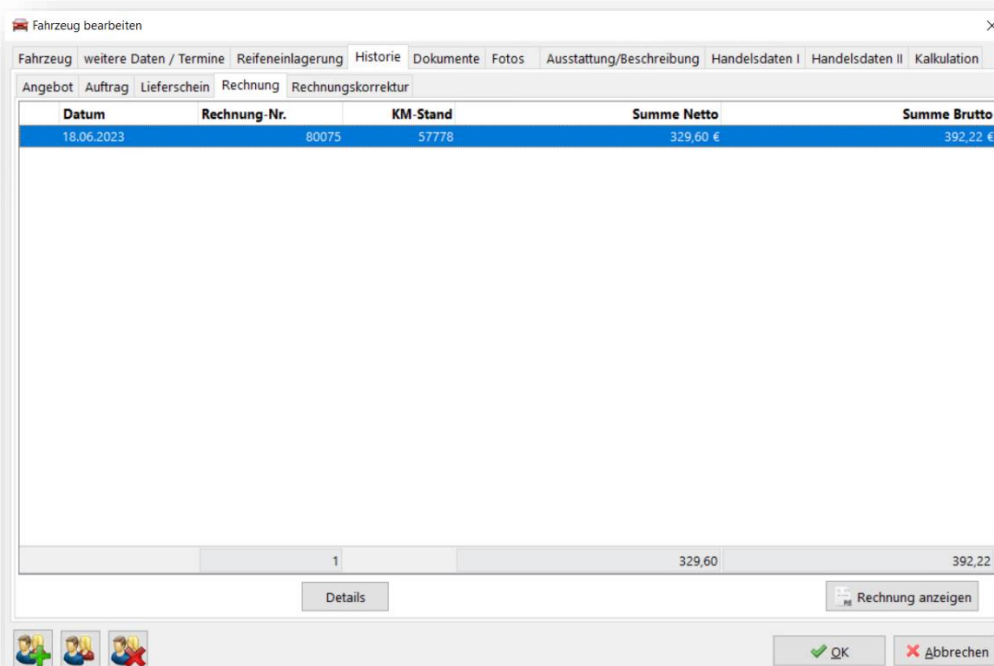 Fahrzeug bearbeiten
Fahrzeug weitere Daten / Termine Reifeneinlagerung Historie Dokumente Fotos Ausstattung/Beschreibung Handelsdaten I Handelsdaten II Kalkulation
Angebot Auftrag Lieferschein Rechnung Rechnungskorrektur
Datum Rechnung-Nr. KM-Stand Summe Netto Summe Brutto
18.06.2023 80075 57778 329,60 € 392,22 €
1 329,60 392,22
Details Rechnung anzeigen
OK Abbrechen